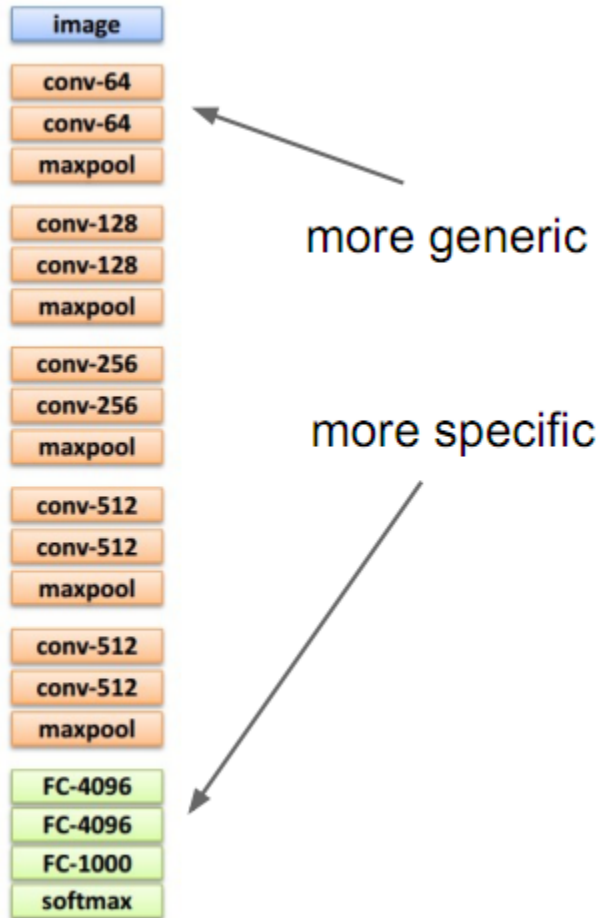 image
conv-64
conv-64
maxpool
more generic
conv-128
conv-128
maxpool
conv-256
conv-256
maxpool
more specific
conv-512
conv-512
maxpool
conv-512
conv-512
maxpool
FC-4096
FC-4096
FC-1000
softmax